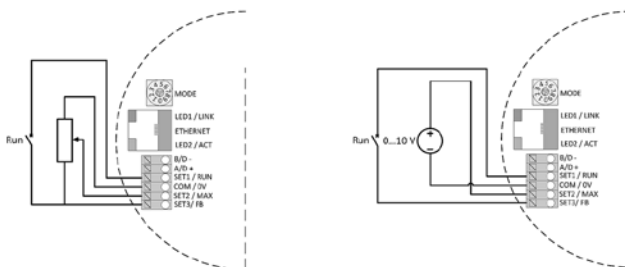 MODE
LED1 / LINK
ETHERNET
LED2 / ACT
Run
B/D -
A/D +
SET1 / RUN
COM / 0V
SET2 / MAX
SET3/ FB
MODE
LED1 / LINK
ETHERNET
LED2 / ACT
Run
0...10 V
B/D -
A/D +
SET1 / RUN
COM / 0V
SET2 / MAX
SET3/ FB